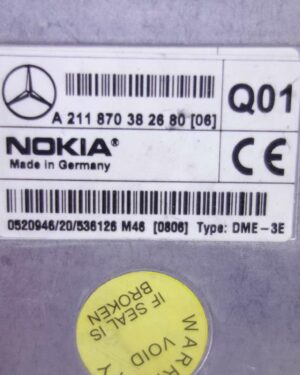 A 211 870 38 26 80 [06]
Q01
NOKIA®
Made in Germany
CE
0520946/20/536126 M46 [0806] Type: DME-3E
IF SEAL IS
BROKEN
VOID